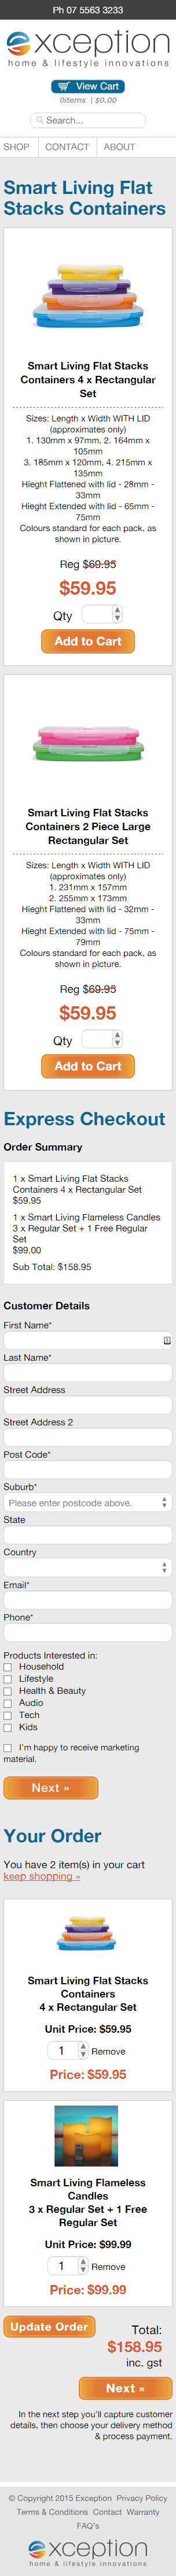 Ph 07 5563 3233
exception
home & lifestyle innovations
View Cart
0items | $0.00
Search...
SHOP CONTACT ABOUT
Smart Living Flat
Stacks Containers
Smart Living Flat Stacks
Containers 4 x Rectangular
Set
Sizes: Length x Width WITH LID
(approximates only)
1. 130mm x 97mm, 2. 164mm x
105mm
3. 185mm x 120mm, 4. 215mm x
135mm
Hieght Flattened with lid - 28mm -
33mm
Hieght Extended with lid - 65mm -
75mm
Colours standard for each pack, as
shown in picture.
Reg $69.95
$59.95
Qty
Add to Cart
Smart Living Flat Stacks
Containers 2 Piece Large
Rectangular Set
Sizes: Length x Width WITH LID
(approximates only)
1. 231mm x 157mm
2. 255mm x 173mm
Hieght Flattened with lid - 32mm -
33mm
Hieght Extended with lid - 75mm -
79mm
Colours standard for each pack, as
shown in picture.
Reg $69.95
$59.95
Qty
Add to Cart
Express Checkout
Order Summary
1 x Smart Living Flat Stacks
Containers 4 x Rectangular Set
$59.95
1 x Smart Living Flameless Candles
3 x Regular Set + 1 Free Regular
Set
$99.00
Sub Total: $158.95
Customer Details
First Name*
Last Name*
Street Address
Street Address 2
Post Code*
Suburb*
Please enter postcode above.
State
Country
Email*
Phone*
Products Interested in:
Household
Lifestyle
Health & Beauty
Audio
Tech
Kids
I'm happy to receive marketing
material.
Next »
Your Order
You have 2 item(s) in your cart
keep shopping »
Smart Living Flat Stacks
Containers
4 x Rectangular Set
Unit Price: $59.95
1 Remove
Price: $59.95
Smart Living Flameless
Candles
3 x Regular Set + 1 Free
Regular Set
Unit Price: $99.99
1 Remove
Price: $99.99
Update Order
Total:
$158.95
inc. gst
Next »
In the next step you'll capture customer
details, then choose your delivery method
& process payment.
© Copyright 2015 Exception Privacy Policy
Terms & Conditions Contact Warranty
FAQ's
exception
home & lifestyle innovations